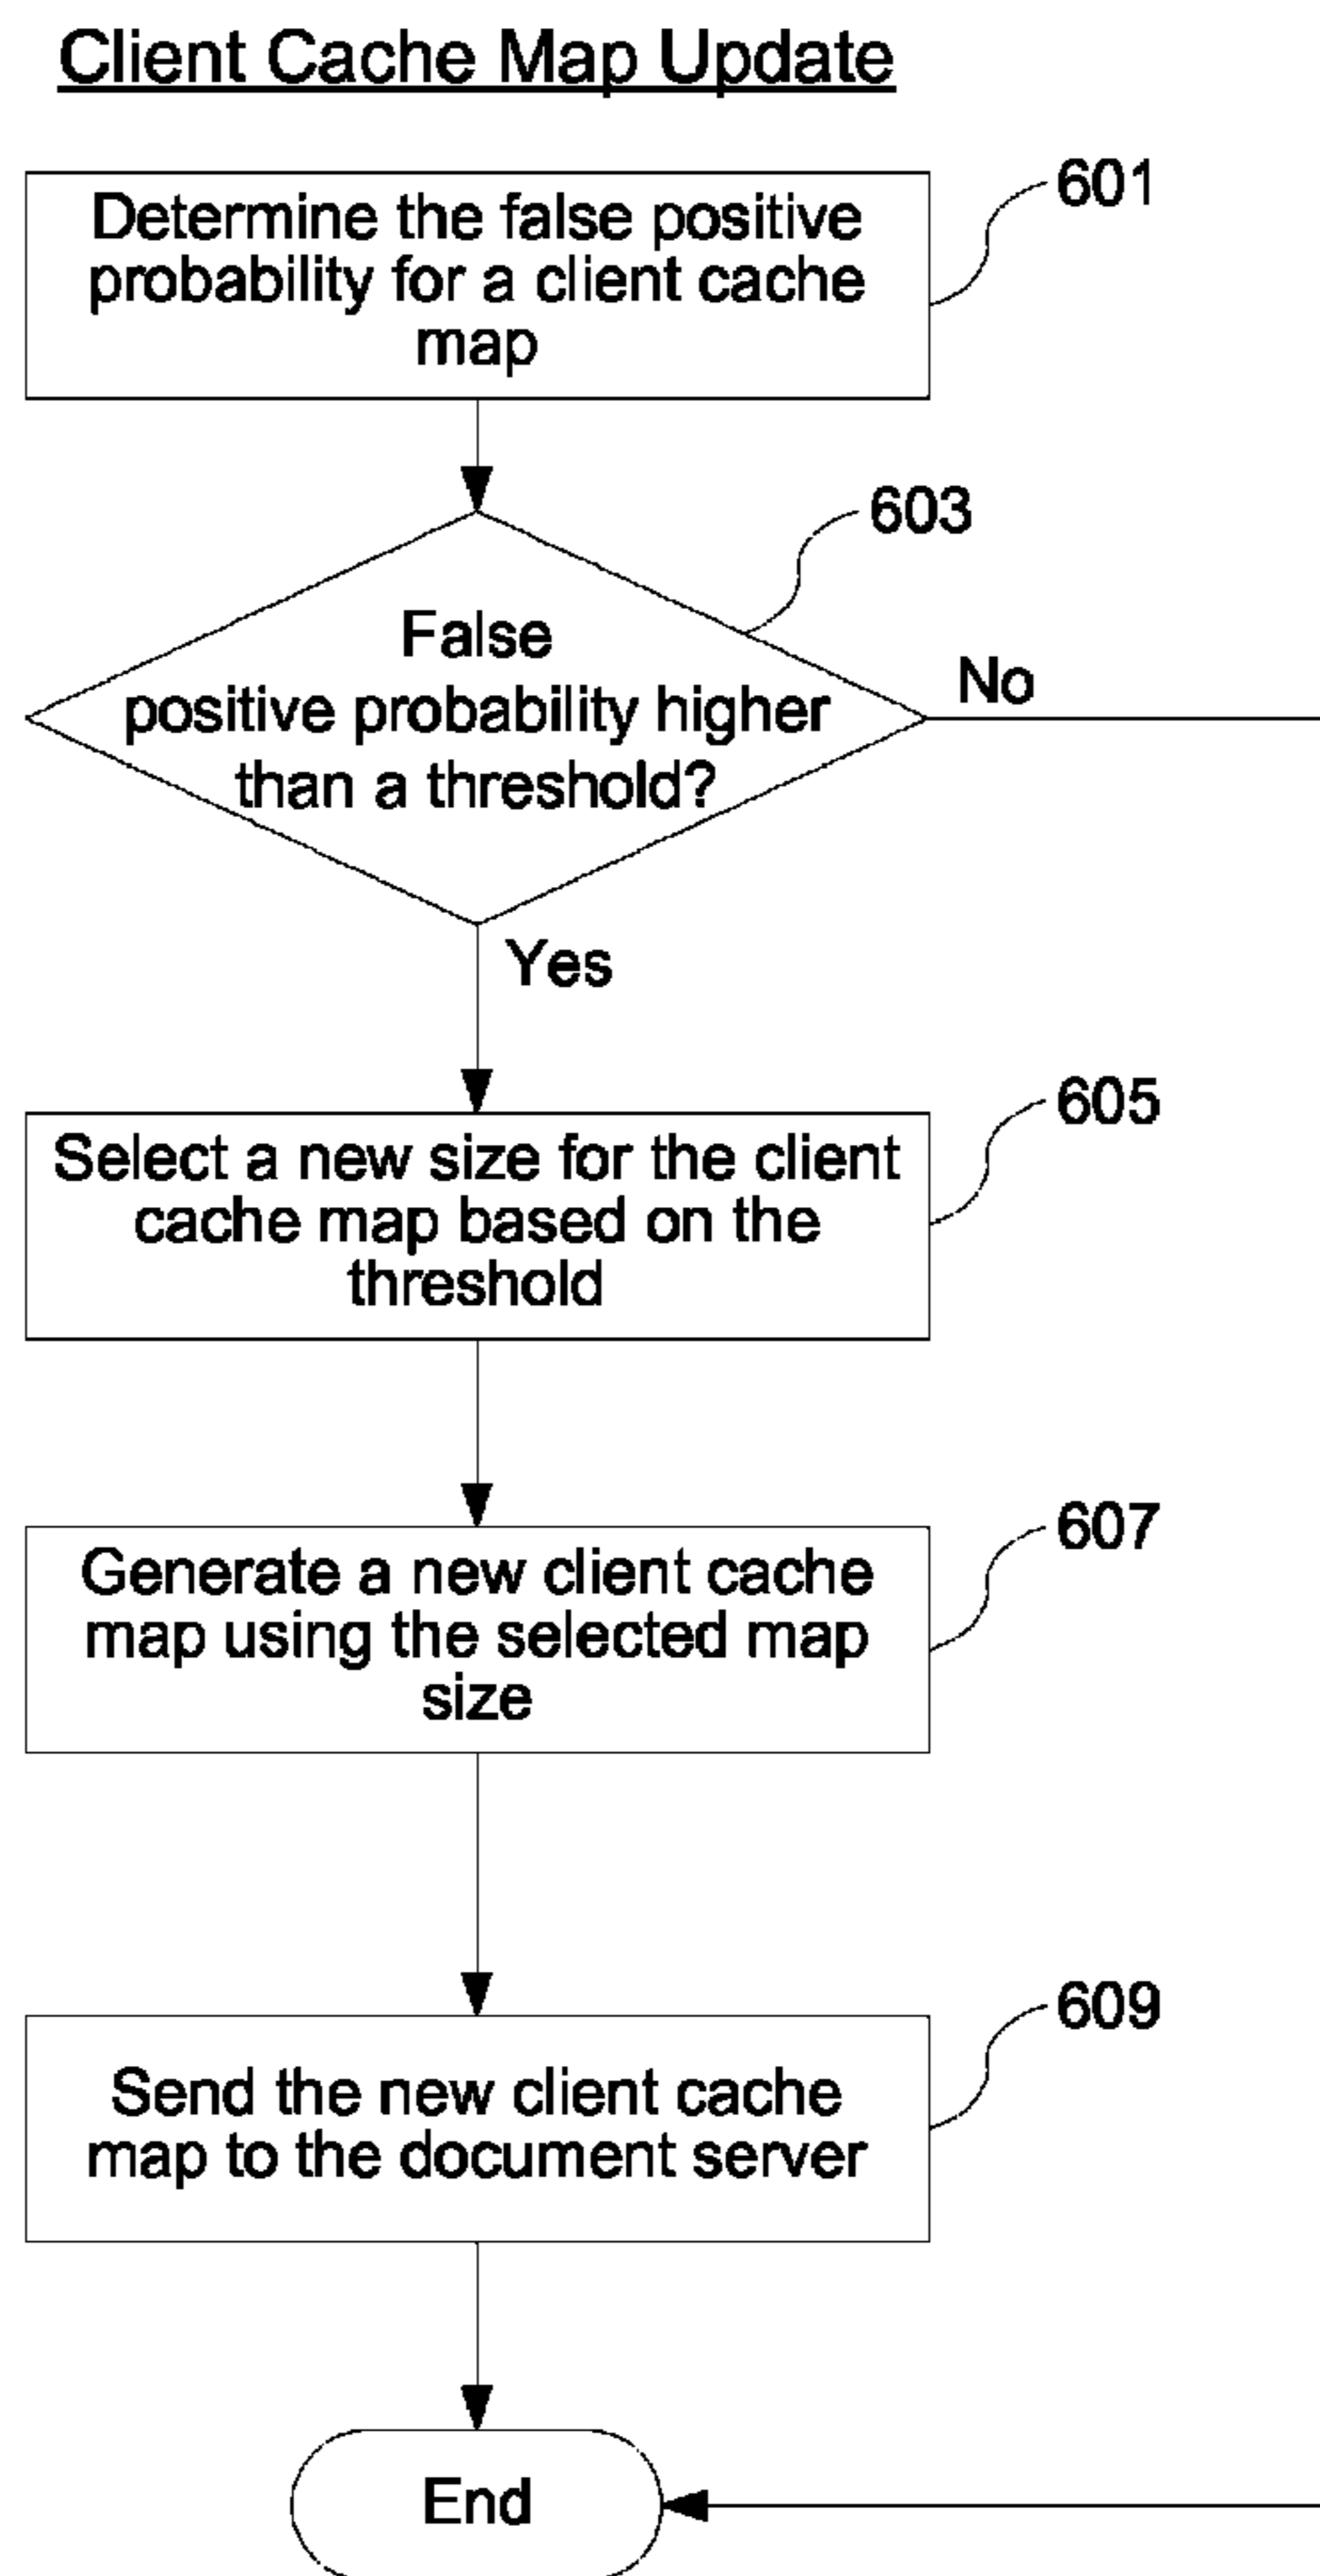 Client Cache Map Update
601
Determine the false positive
probability for a client cache
map
603
False
positive probability higher
than a threshold?
No
Yes
605
Select a new size for the client
cache map based on the
threshold
607
Generate a new client cache
map using the selected map
size
609
Send the new client cache
map to the document server
End